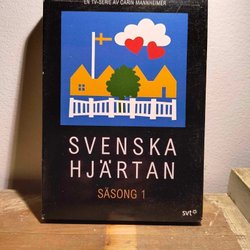 EN TV-SERIE AV CARIN MANNHEIMER
SVENSKA
HJÄRTAN
SÄSONG 1
svt